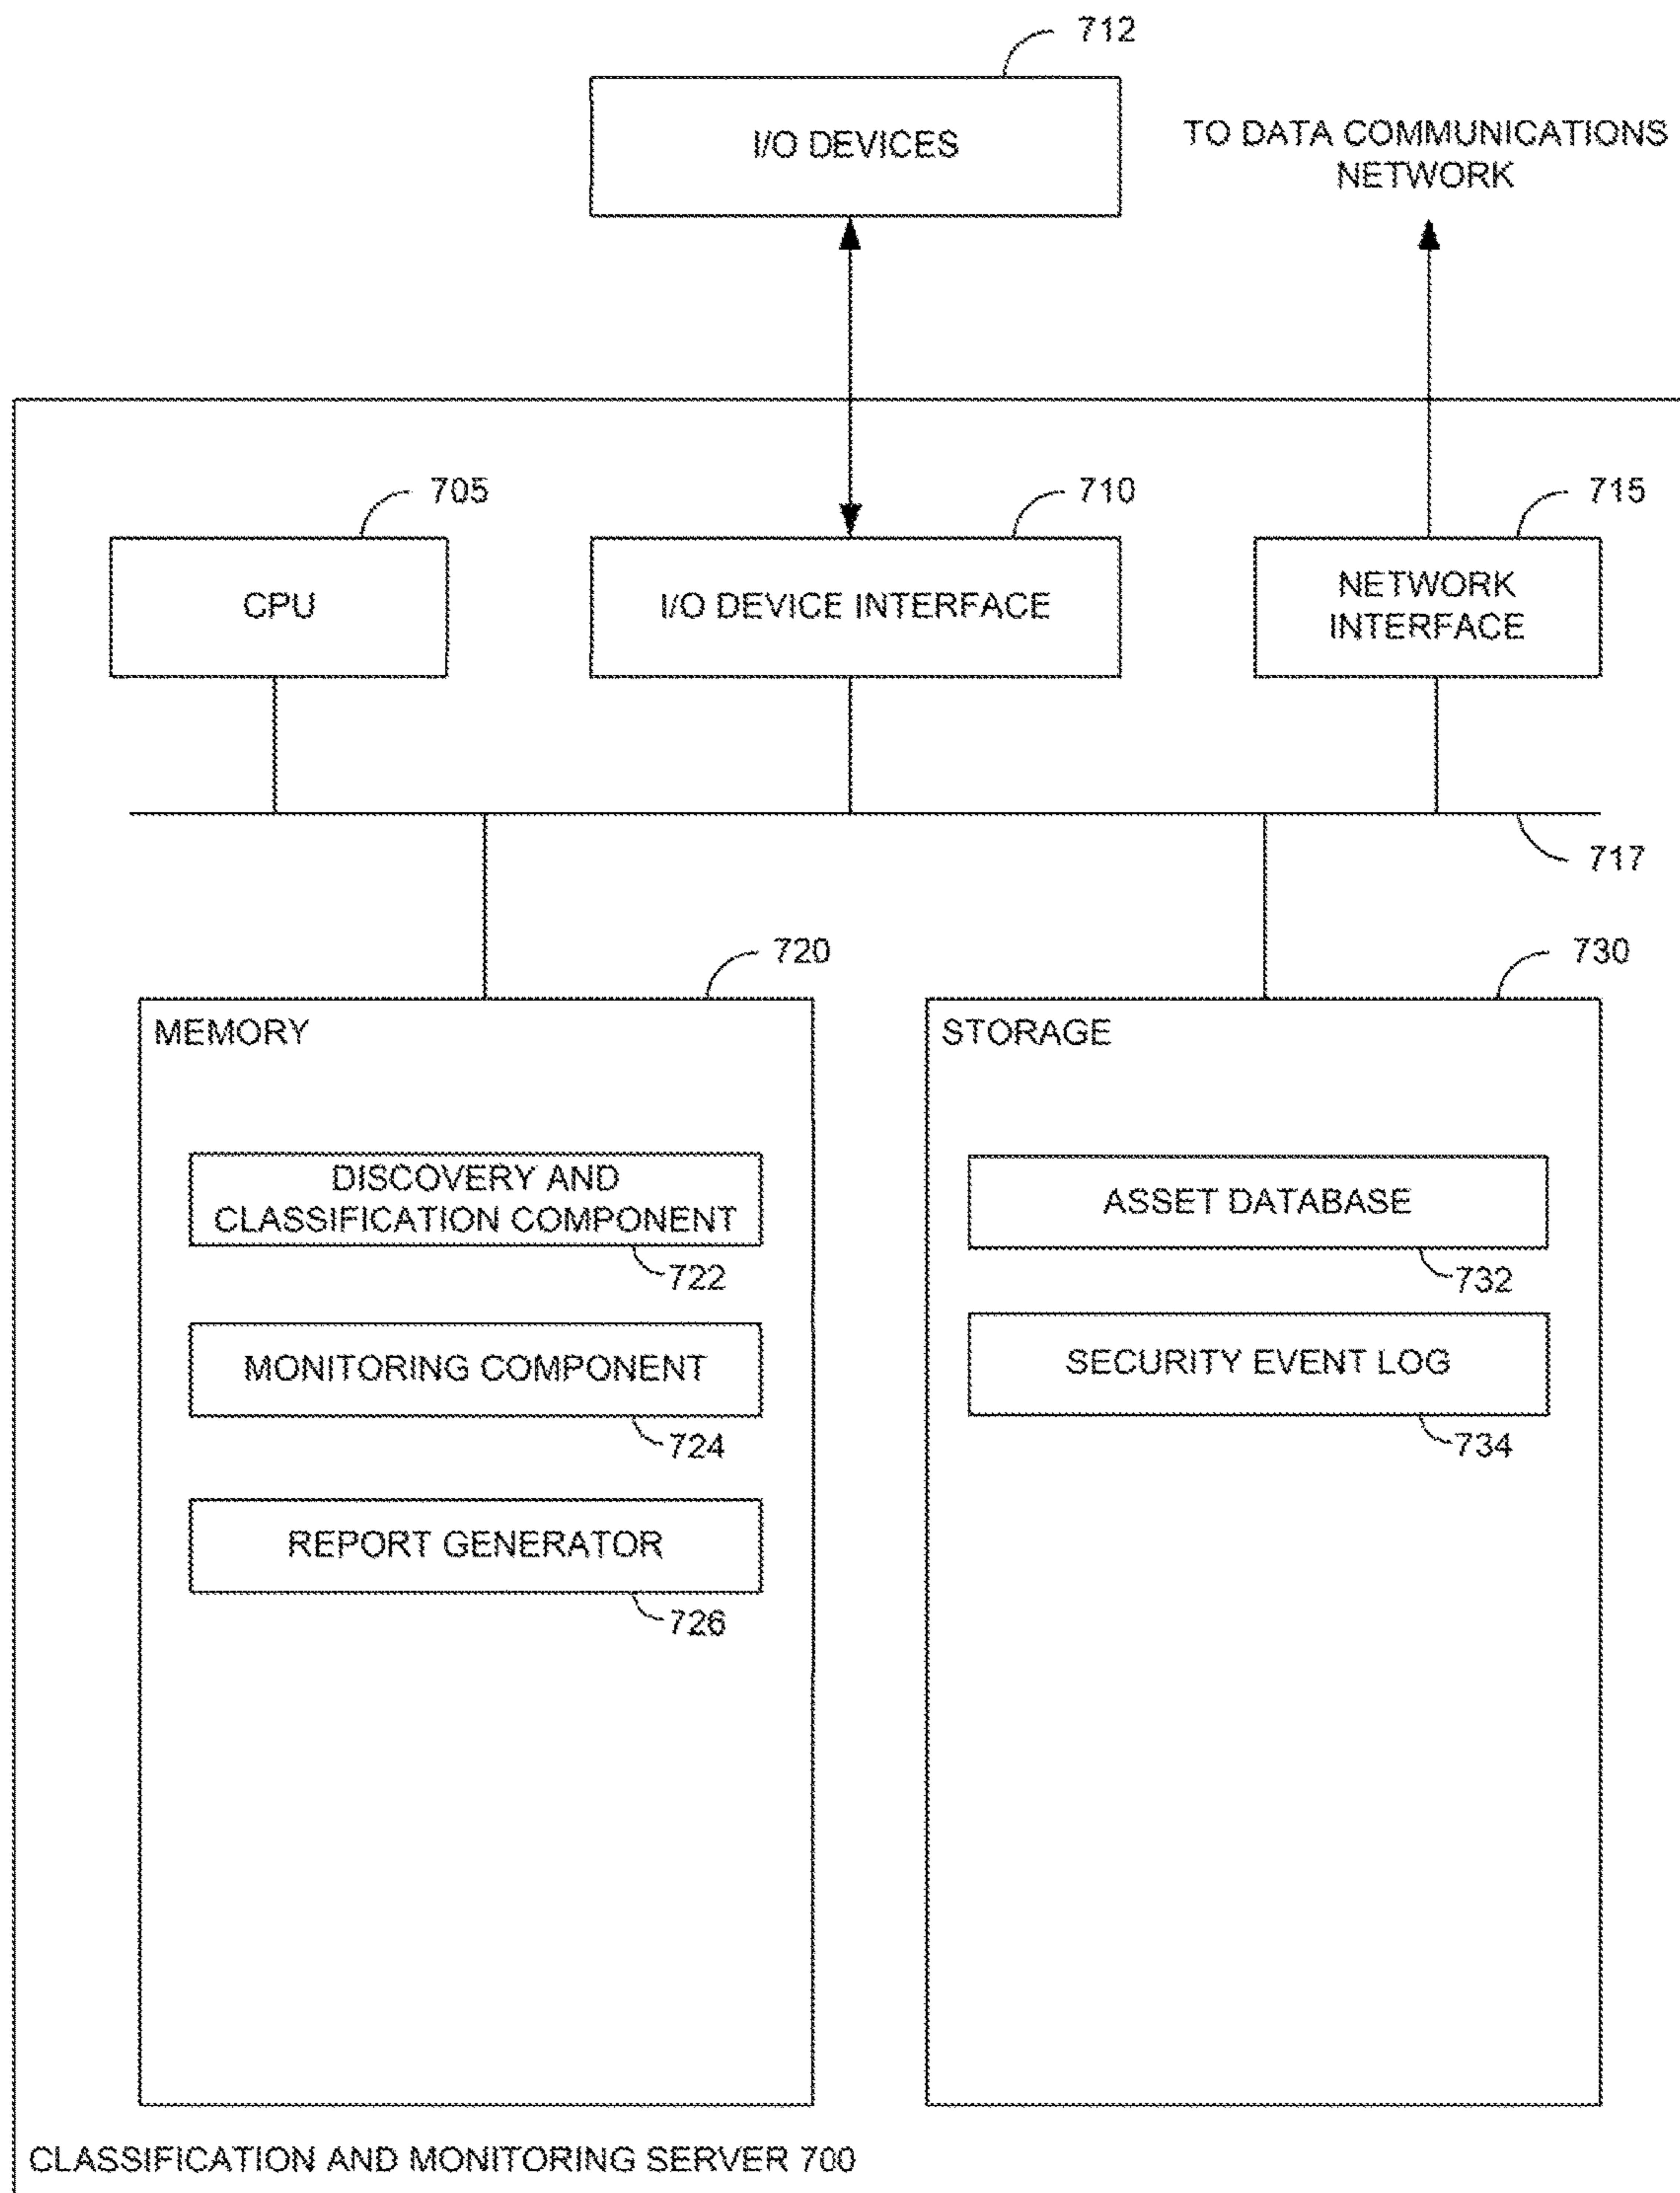 712
I/O DEVICES
TO DATA COMMUNICATIONS
NETWORK
705
710
715
CPU
I/O DEVICE INTERFACE
NETWORK
INTERFACE
717
720
730
MEMORY
STORAGE
DISCOVERY AND
CLASSIFICATION COMPONENT
722
ASSET DATABASE
732
MONITORING COMPONENT
724
SECURITY EVENT LOG
734
REPORT GENERATOR
726
CLASSIFICATION AND MONITORING SERVER 700